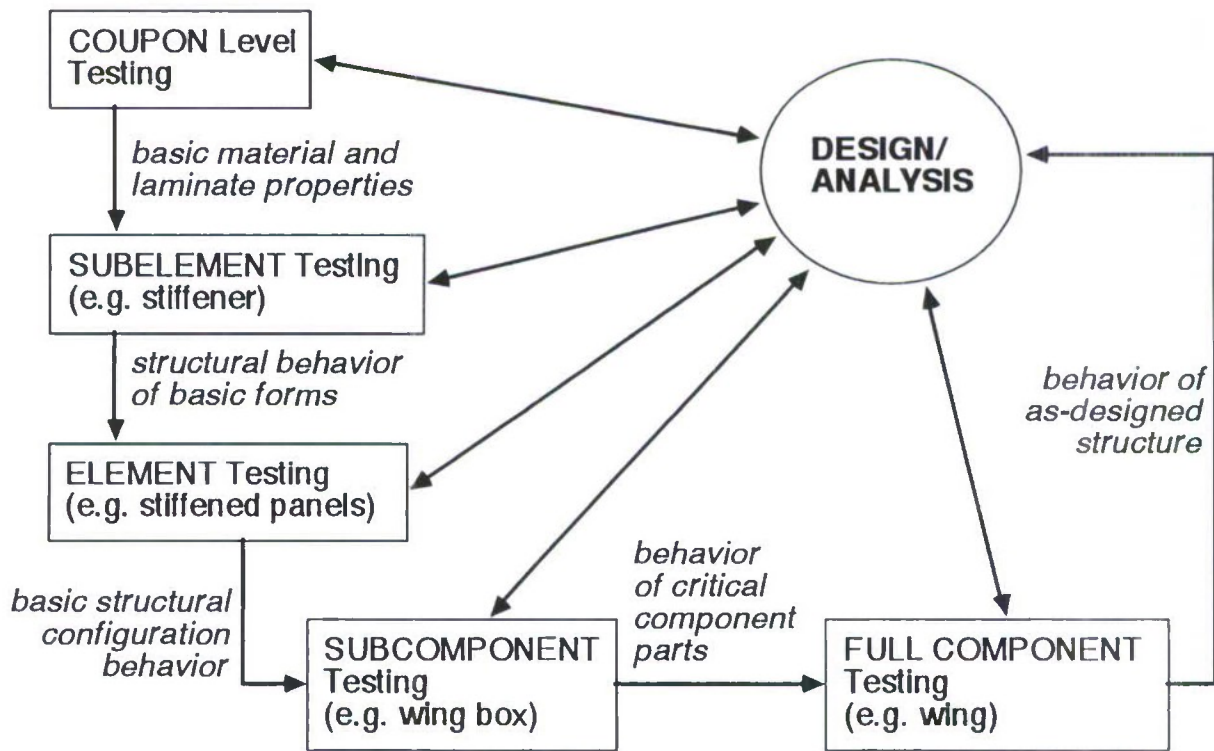 COUPON Level
Testing
basic material and
laminate properties
DESIGN/
ANALYSIS
SUBELEMENT Testing
(e.g. stiffener)
structural behavior
of basic forms
behavior of
as-designed
structure
ELEMENT Testing
(e.g. stiffened panels)
basic structural
configuration
behavior
SUBCOMPONENT
Testing
(e.g. wing box)
behavior
of critical
component
parts
FULL COMPONENT
Testing
(e.g. wing)